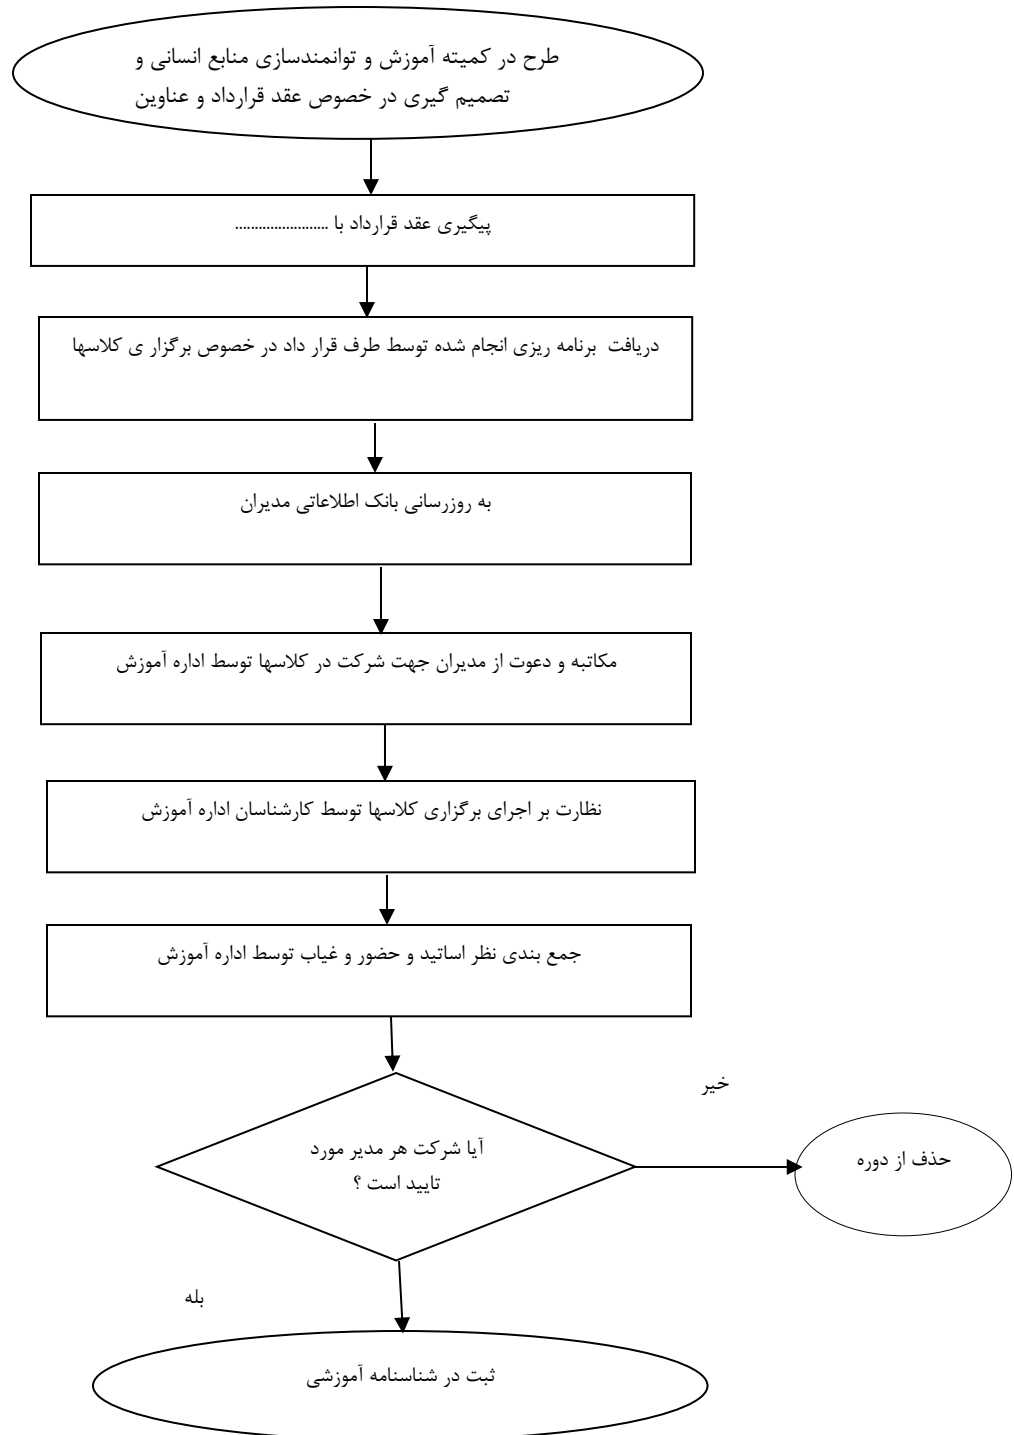 طرح در کمیته آموزش و توانمندسازی منابع انسانی و
تصمیم گیری در خصوص عقد قرارداد و عناوین
پیگیری عقد قرارداد با ........................
دریافت  برنامه ریزی انجام شده توسط طرف قرار داد در خصوص برگزار ی کلاسها
به روزرسانی بانک اطلاعاتی مدیران
مکاتبه و دعوت از مدیران جهت شرکت در کلاسها توسط اداره آموزش
نظارت بر اجرای برگزاری کلاسها توسط کارشناسان اداره آموزش
جمع بندی نظر اساتید و حضور و غیاب توسط اداره آموزش
خیر
آیا شرکت هر مدیر مورد
تایید است ؟
حذف از دوره
بله
ثبت در شناسنامه آموزشی